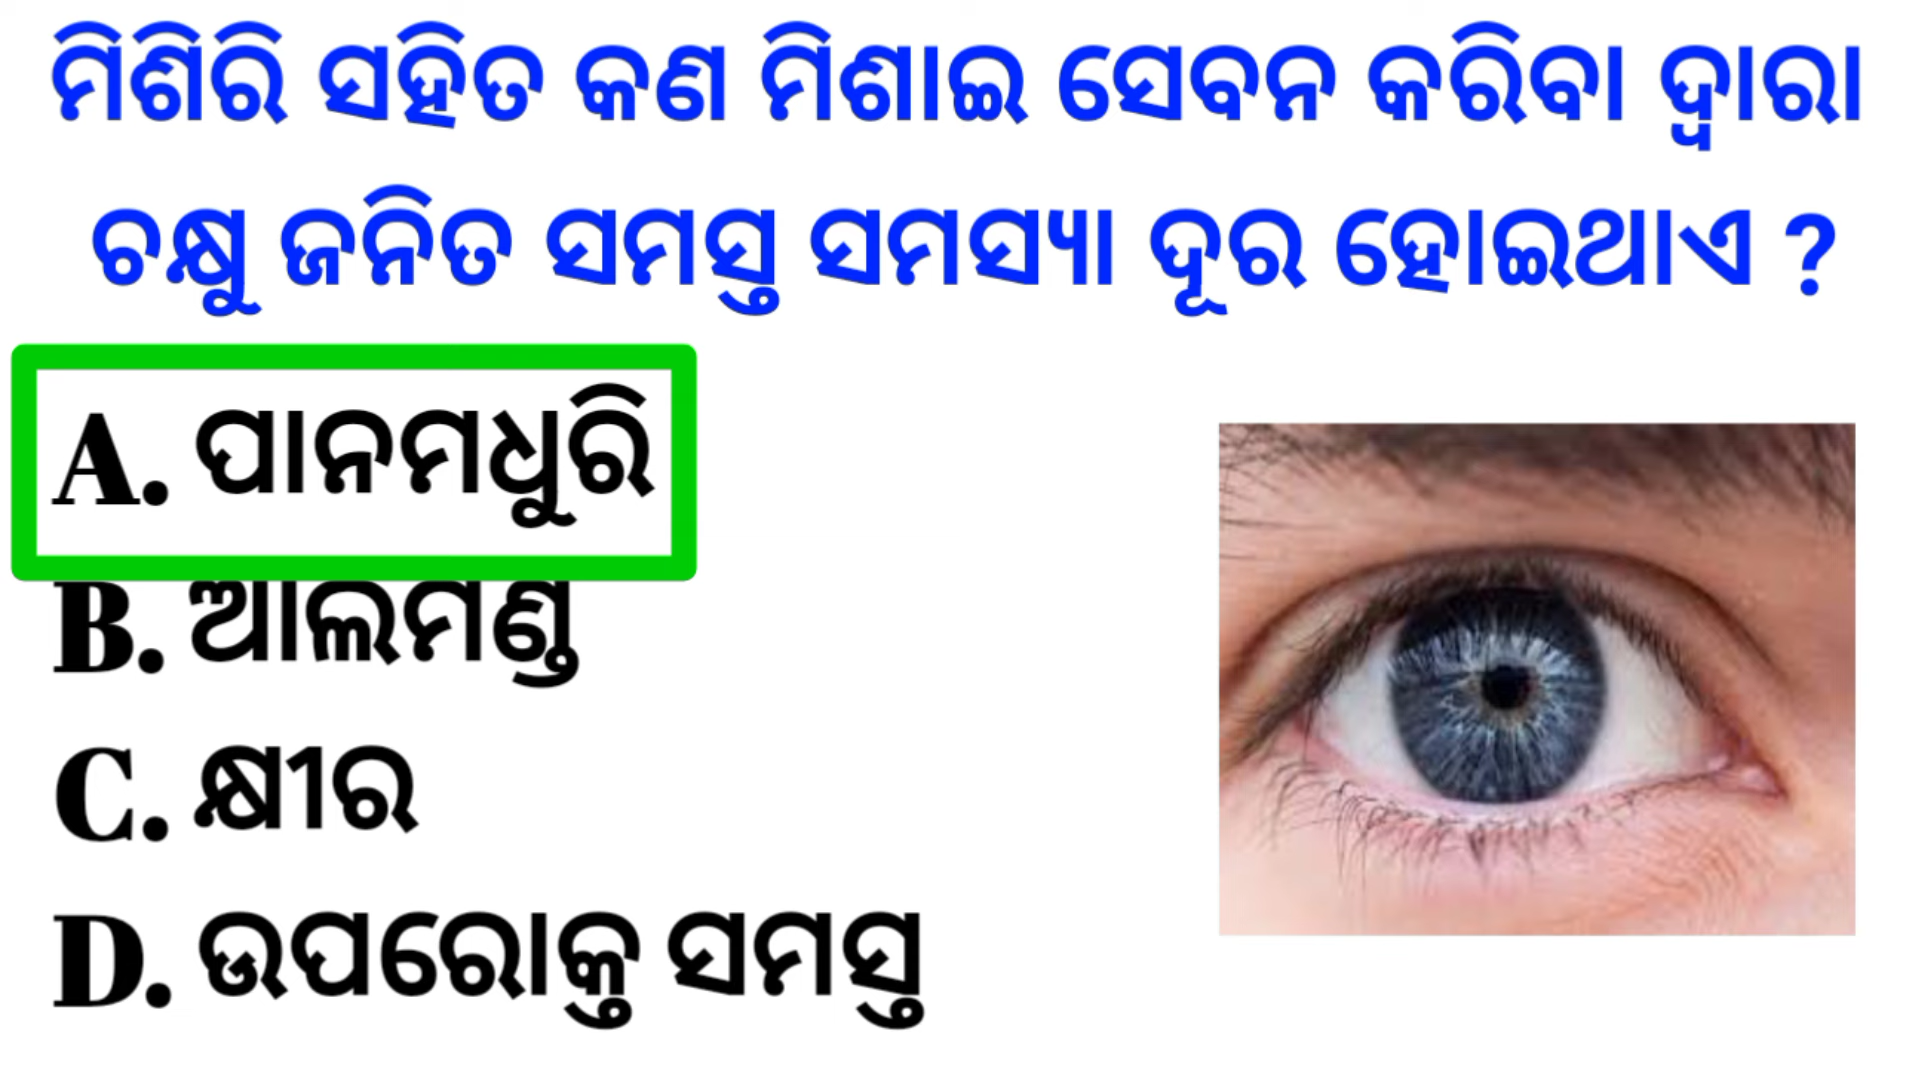 ମିଶିରି ସହିତ କଣ ମିଶାଇ ସେବନ କରିବା ଦ୍ୱାରା
ଚକ୍ଷୁ ଜନିତ ସମସ୍ତ ସମସ୍ୟା ଦୂର ହୋଇଥାଏ ?
A. ପାନମଧୁରି
B. ଆଲମଣ୍ଡ
C. କ୍ଷୀର
D. ଉପରୋକ୍ତ ସମସ୍ତ